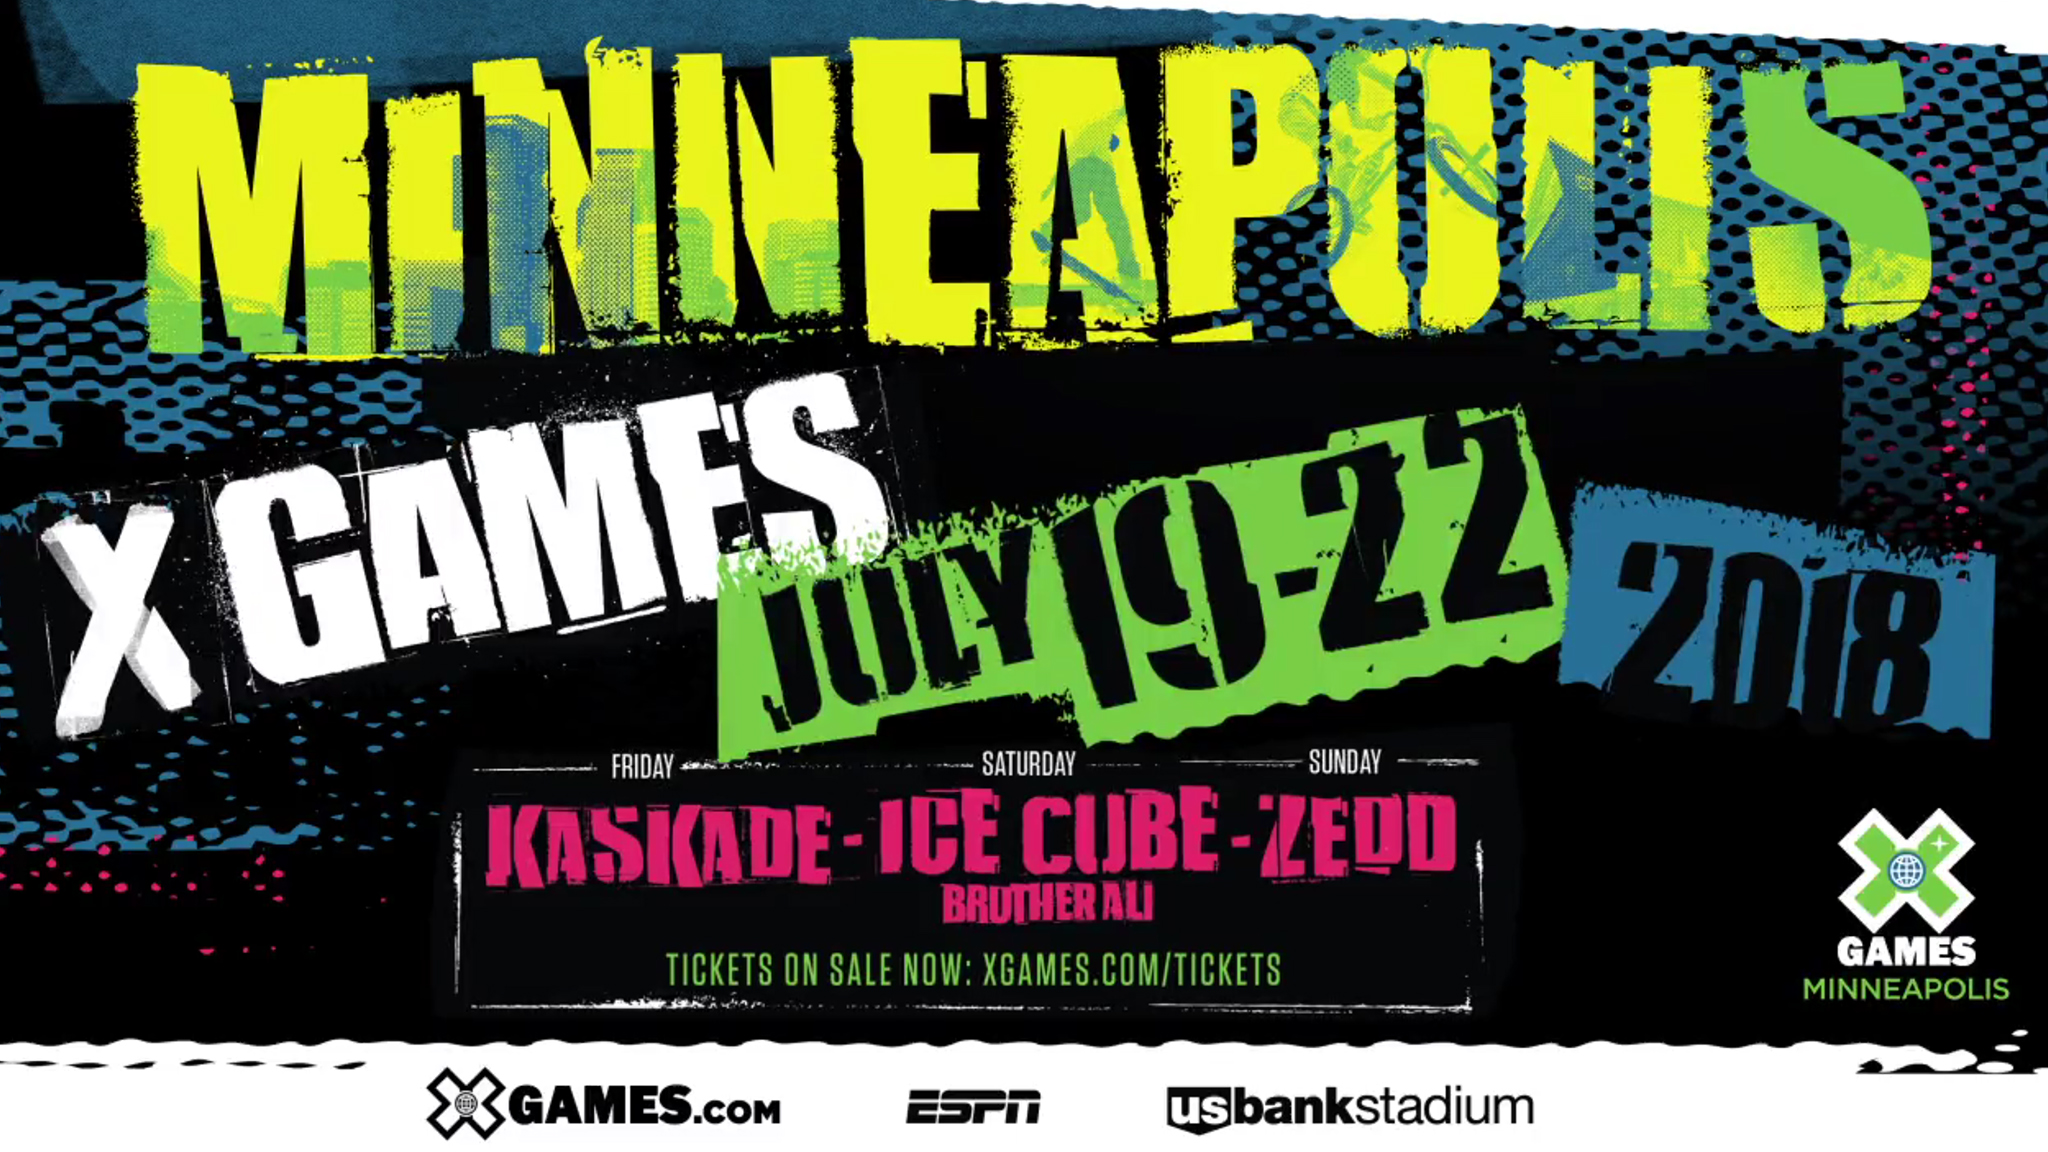 MINNEAPOLIS
X GAMES
JULY 19-22
2018
FRIDAY SATURDAY SUNDAY
KASKADE - ICE CUBE - ZEDD
BROTHER ALI
TICKETS ON SALE NOW: XGAMES.COM/TICKETS
X
GAMES
MINNEAPOLIS
X GAMES.COM ESPN usbankstadium